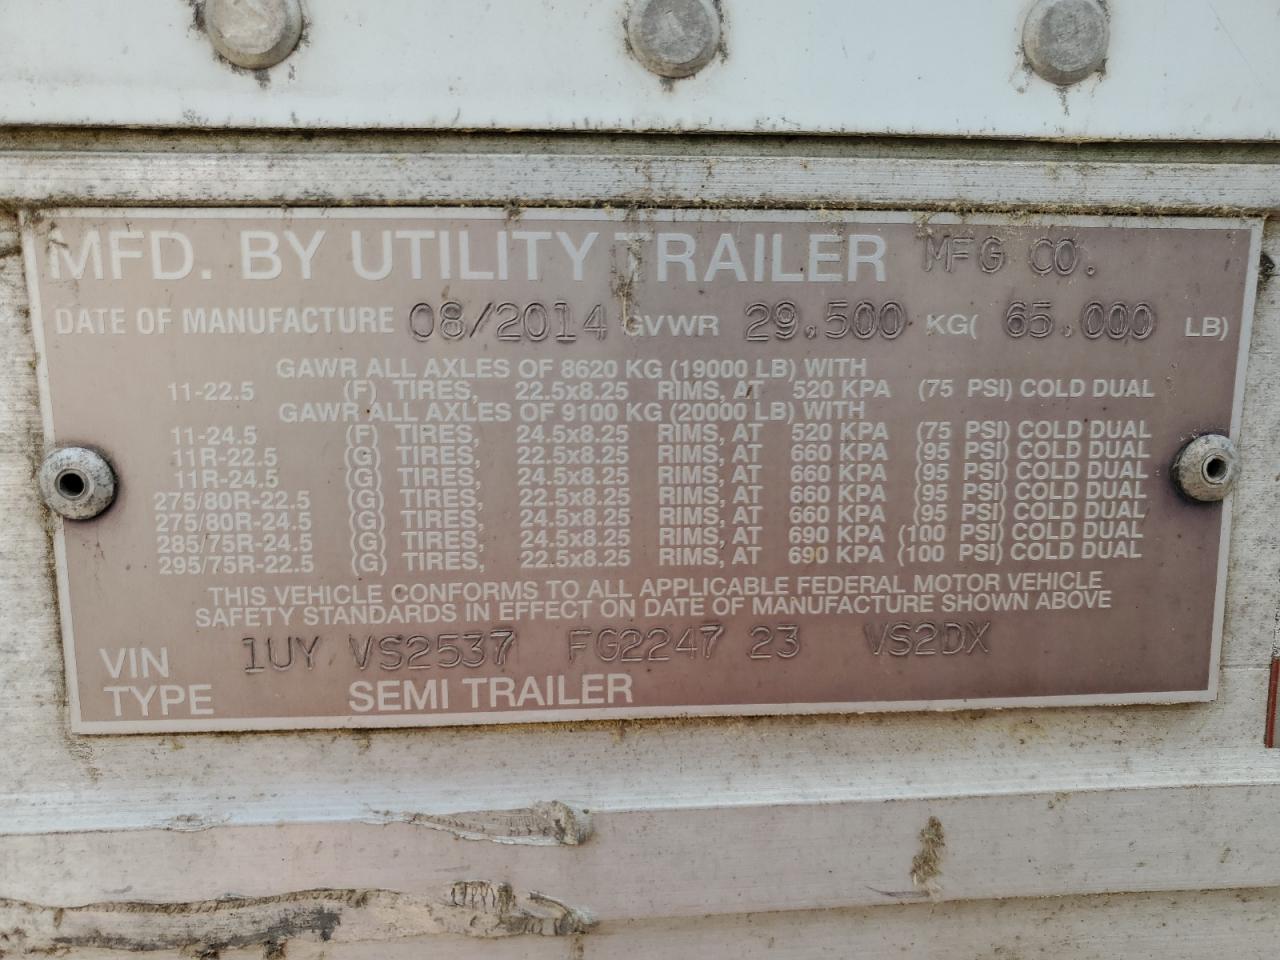 MFD. BY UTILITY TRAILER MFG CO.
DATE OF MANUFACTURE 08/2014 GVWR 29,500 KG( 65,000 LB)
GAWR ALL AXLES OF 8620 KG (19000 LB) WITH
11-22.5 (F) TIRES, 22.5x8.25 RIMS, AT 520 KPA (75 PSI) COLD DUAL
GAWR ALL AXLES OF 9100 KG (20000 LB) WITH
11-24.5 (F) TIRES, 24.5x8.25 RIMS, AT 520 KPA (75 PSI) COLD DUAL
11R-22.5 (G) TIRES, 22.5x8.25 RIMS, AT 660 KPA (95 PSI) COLD DUAL
11R-24.5 (G) TIRES, 24.5x8.25 RIMS, AT 660 KPA (95 PSI) COLD DUAL
275/80R-22.5 (G) TIRES, 22.5x8.25 RIMS, AT 660 KPA (95 PSI) COLD DUAL
275/80R-24.5 (G) TIRES, 24.5x8.25 RIMS, AT 660 KPA (95 PSI) COLD DUAL
285/75R-24.5 (G) TIRES, 24.5x8.25 RIMS, AT 690 KPA (100 PSI) COLD DUAL
295/75R-22.5 (G) TIRES, 22.5x8.25 RIMS, AT 690 KPA (100 PSI) COLD DUAL
THIS VEHICLE CONFORMS TO ALL APPLICABLE FEDERAL MOTOR VEHICLE
SAFETY STANDARDS IN EFFECT ON DATE OF MANUFACTURE SHOWN ABOVE
VIN 1UY VS2537 FG2247 23 VS2DX
TYPE SEMI TRAILER